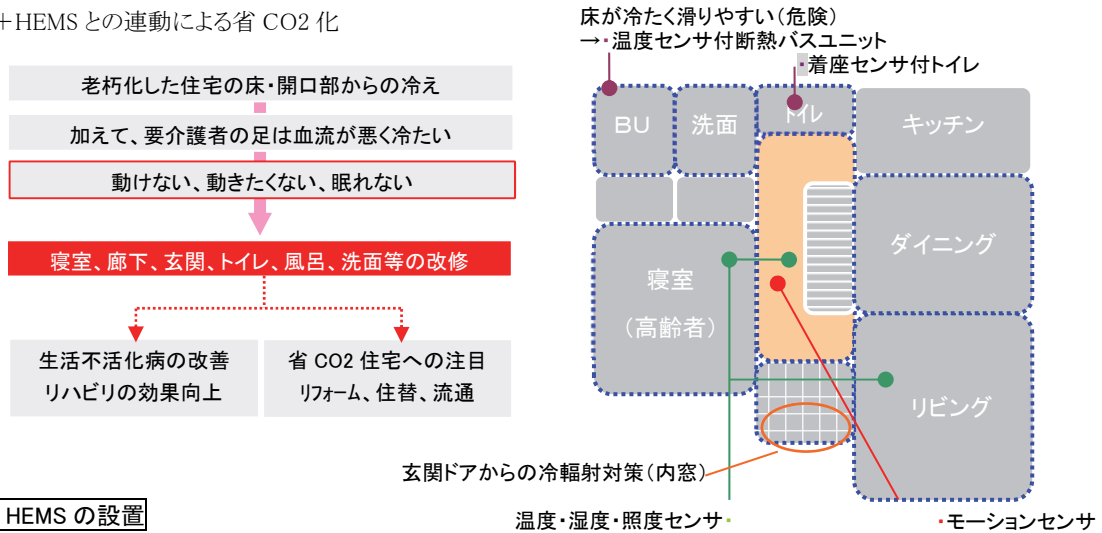 +HEMS との連動による省 CO2 化
老朽化した住宅の床・開口部からの冷え
加えて、要介護者の足は血流が悪く冷たい
動けない、動きたくない、眠れない
寝室、廊下、玄関、トイレ、風呂、洗面等の改修
生活不活化病の改善
リハビリの効果向上
省 CO2 住宅への注目
リフォーム、住替、流通
HEMS の設置
床が冷たく滑りやすい(危険)
→・温度センサ付断熱バスユニット
・着座センサ付トイレ
BU
洗面
トイレ
キッチン
ダイニング
寝室
(高齢者)
リビング
玄関ドアからの冷輻射対策(内窓)
温度・湿度・照度センサ・
・モーションセンサ